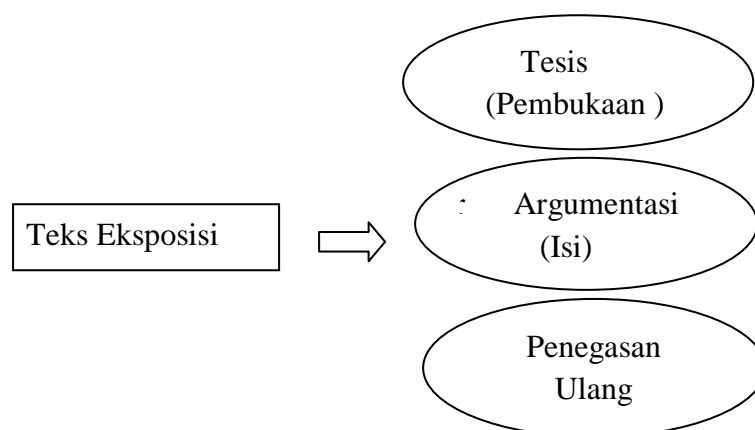 Teks Eksposisi
Tesis
(Pembukaan )
Argumentasi
(Isi)
Penegasan
Ulang